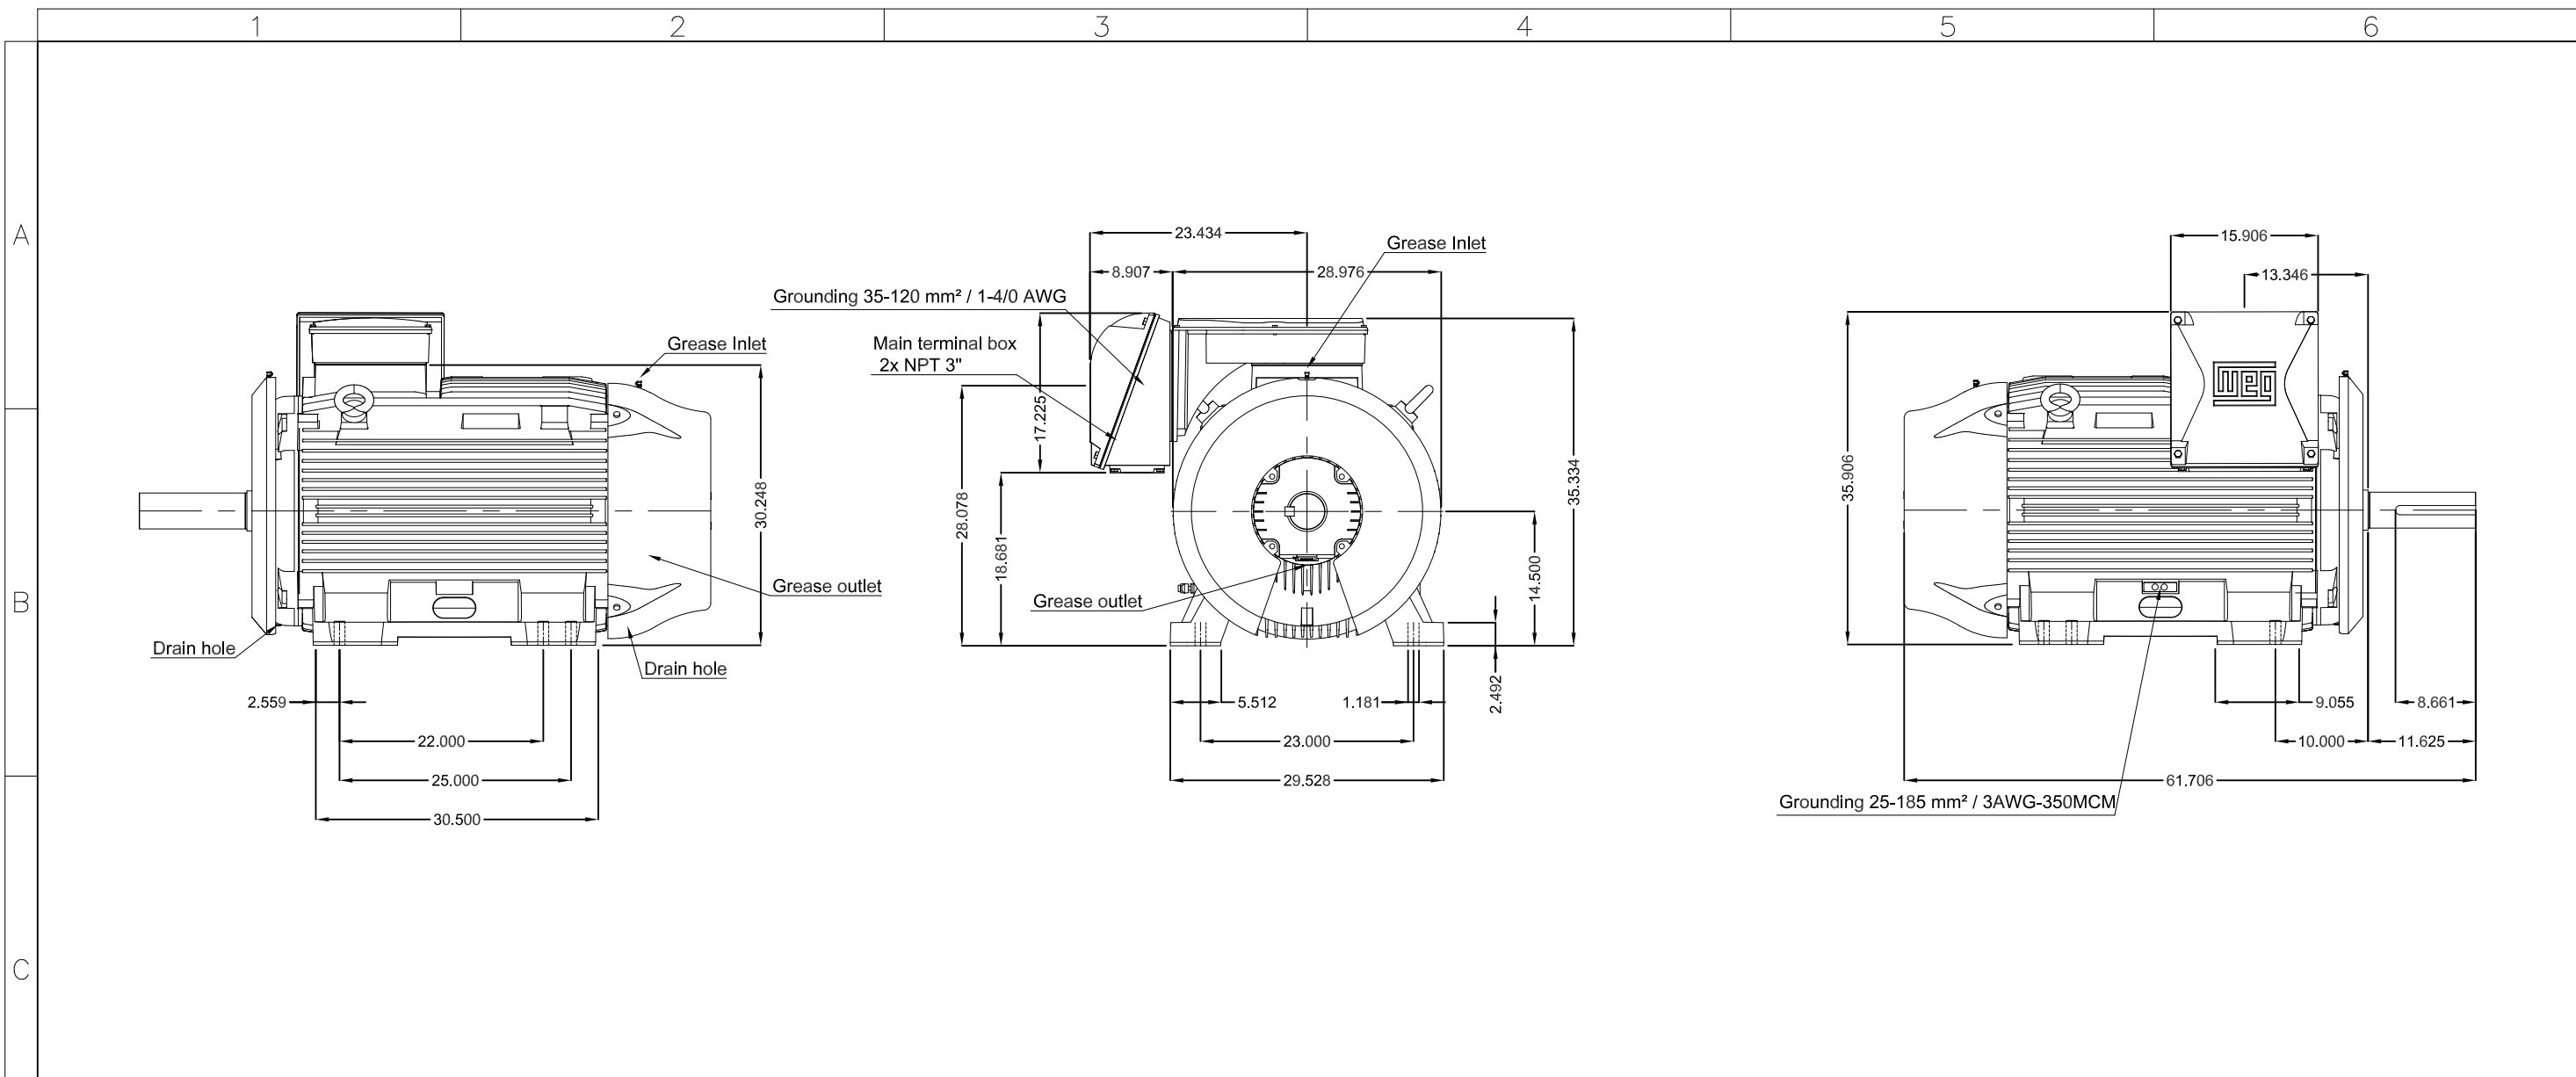 1 2 3 4 5 6
A
B
C
Grease Inlet
30.248
Grease outlet
Drain hole
Drain hole
2.559
22.000
25.000
30.500
23.434
Grease Inlet
8.907
28.976
Grounding 35-120 mm² / 1-4/0 AWG
Main terminal box
2x NPT 3"
17.225
28.078
18.681
35.334
14.500
Grease outlet
2.492
5.512
1.181
23.000
29.528
15.906
13.346
weg
35.906
9.055
8.661
10.000
11.625
61.706
Grounding 25-185 mm² / 3AWG-350MCM